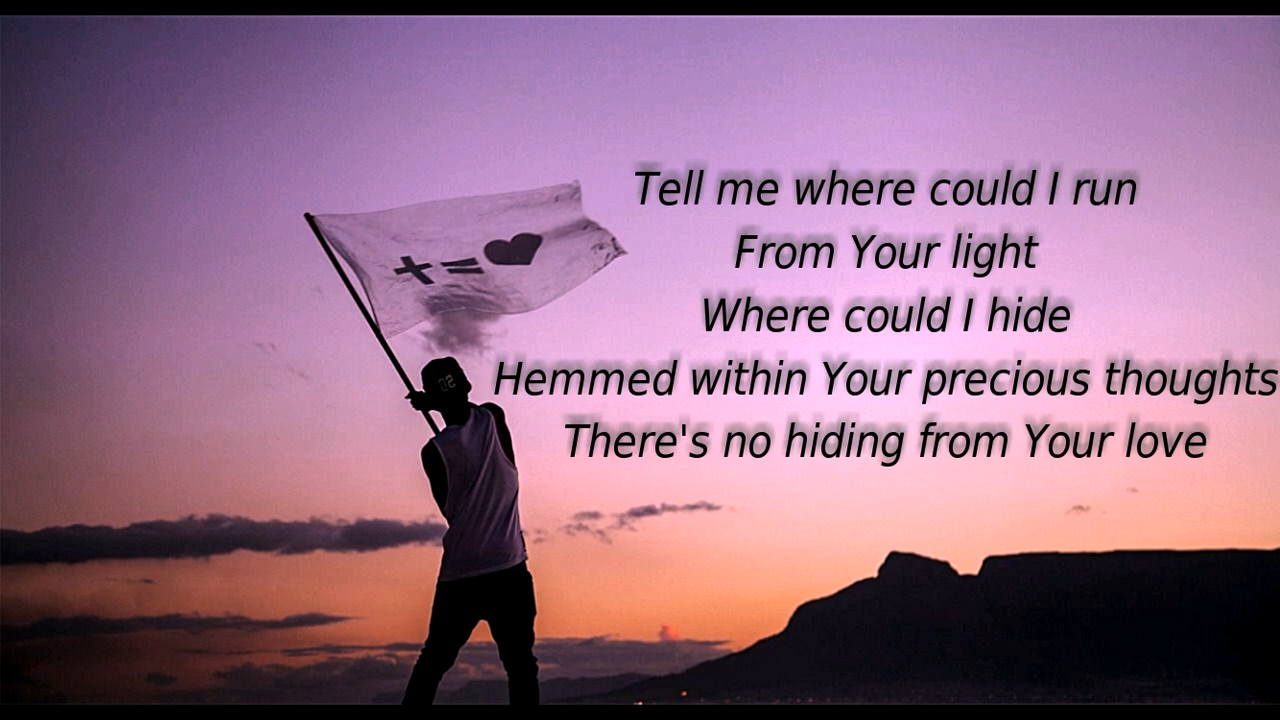 + = ♥
Tell me where could I run
From Your light
Where could I hide
Hemmed within Your precious thoughts
There's no hiding from Your love